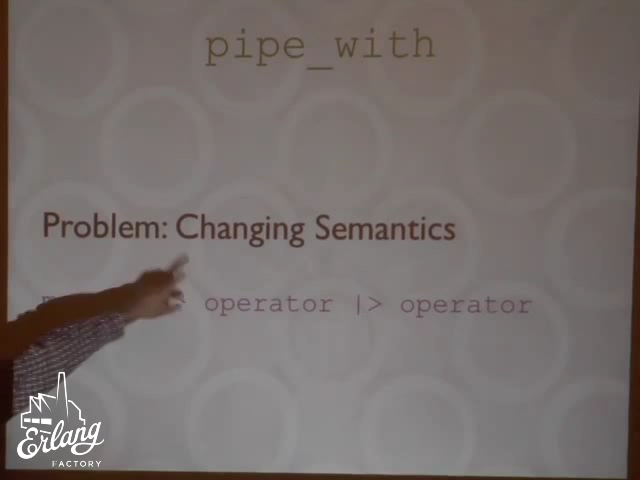 pipe_with
Problem: Changing Semantics
operator |> operator
Erlang
FACTORY